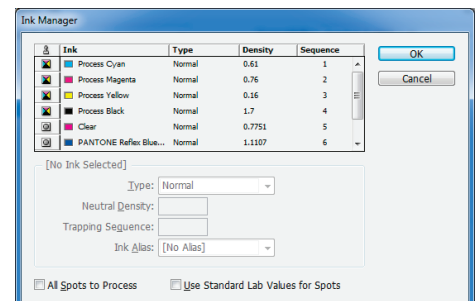 Ink Manager
Ink Type Density Sequence
Process Cyan Normal 0.61 1
Process Magenta Normal 0.76 2
Process Yellow Normal 0.16 3
Process Black Normal 1.7 4
Clear Normal 0.7751 5
PANTONE Reflex Blue... Normal 1.1107 6
OK
Cancel
[No Ink Selected]
Type: Normal
Neutral Density:
Trapping Sequence:
Ink Alias: [No Alias]
All Spots to Process Use Standard Lab Values for Spots